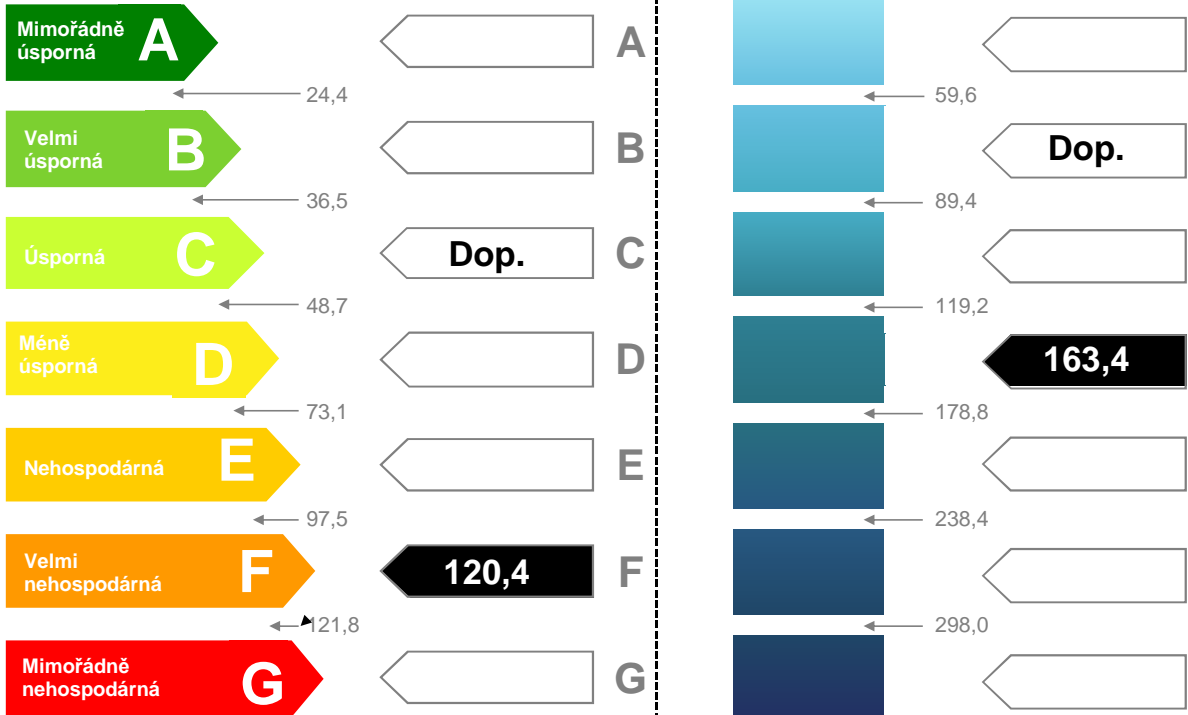 Mimořádně
úsporná
A
A
24,4
59,6
Velmi
úsporná
B
B
Dop.
36,5
89,4
Úsporná
C
Dop.
C
48,7
119,2
Méně
úsporná
D
D
163,4
73,1
178,8
Nehospodárná
E
E
97,5
238,4
Velmi
nehospodárná
F
120,4
F
121,8
298,0
Mimořádně
nehospodárná
G
G